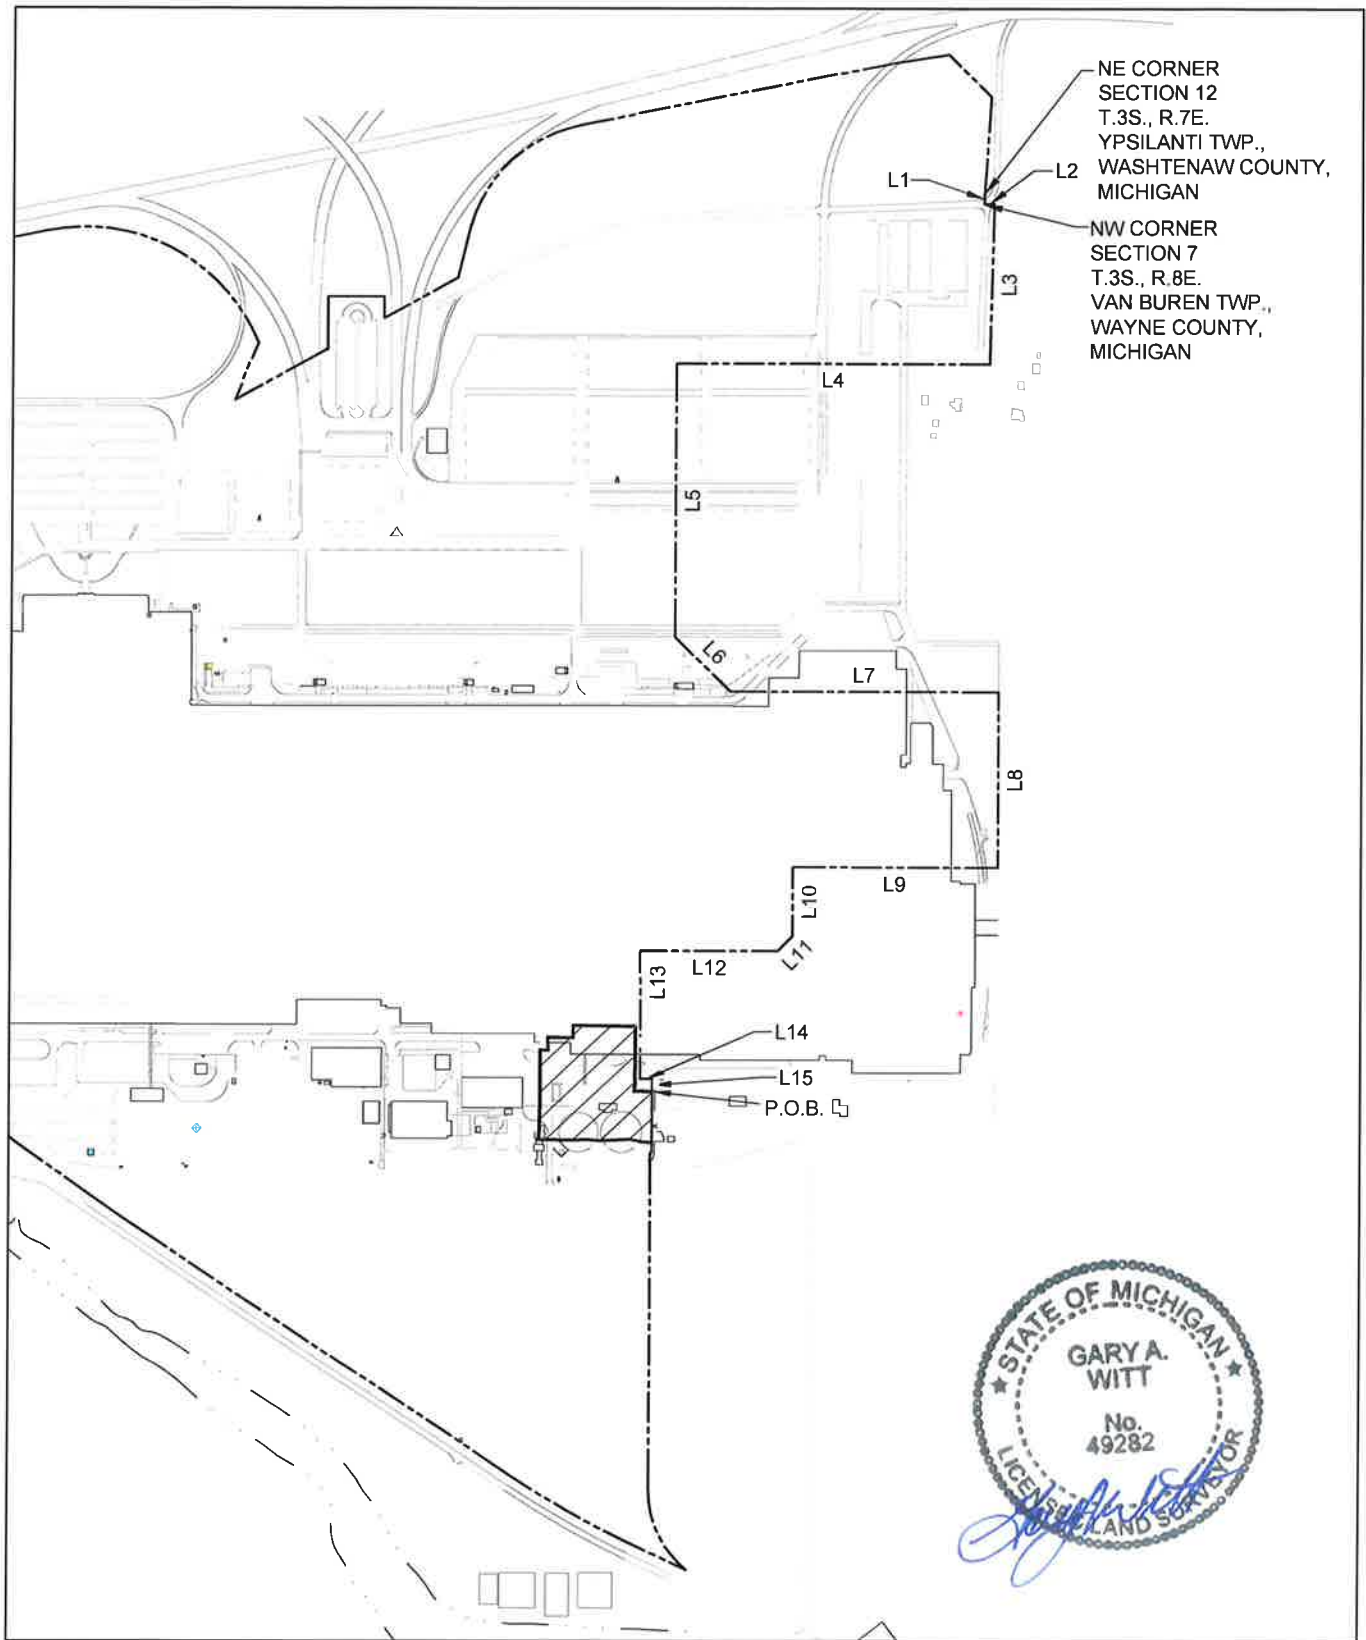 NE CORNER
SECTION 12
T.3S., R.7E.
YPSILANTI TWP.,
WASHTENAW COUNTY,
MICHIGAN
L1
L2
NW CORNER
SECTION 7
T.3S., R.8E.
VAN BUREN TWP.,
WAYNE COUNTY,
MICHIGAN
L3
L4
L5
L6
L7
L8
L9
L10
L11
L12
L13
L14
L15
P.O.B.
STATE OF MICHIGAN
GARY A.
WITT
No.
49282
LICENSED LAND SURVEYOR